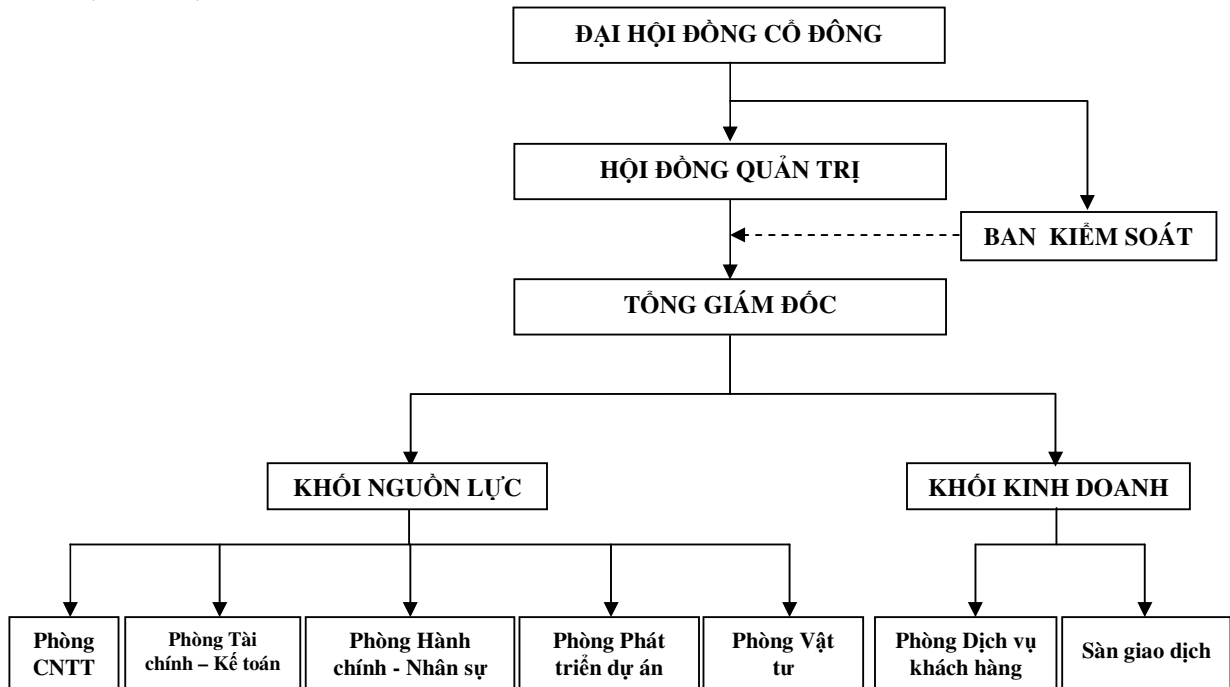 ĐẠI HỘI ĐỒNG CỔ ĐÔNG
HỘI ĐỒNG QUẢN TRỊ
BAN KIỂM SOÁT
TỔNG GIÁM ĐỐC
KHỐI NGUỒN LỰC
KHỐI KINH DOANH
Phòng
CNTT
Phòng Tài
chính – Kế toán
Phòng Hành
chính - Nhân sự
Phòng Phát
triển dự án
Phòng Vật
tư
Phòng Dịch vụ
khách hàng
Sàn giao dịch